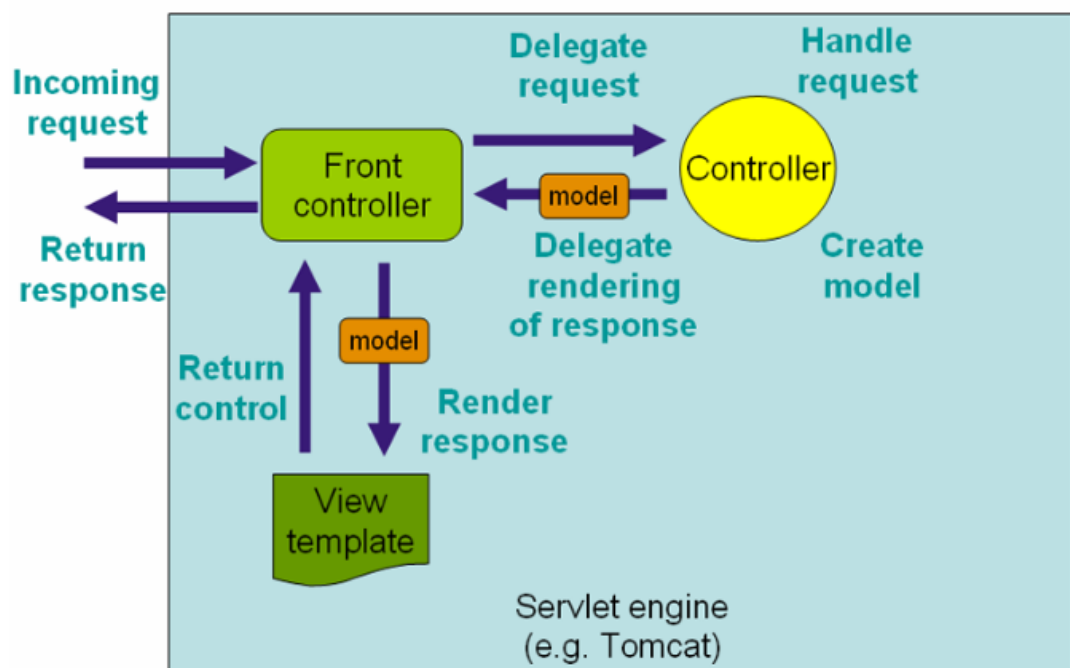 Incoming
request
Return
response
Front
controller
Delegate
request
Handle
request
Controller
model
Delegate
rendering
of response
Create
model
Return
control
model
Render
response
View
template
Servlet engine
(e.g. Tomcat)